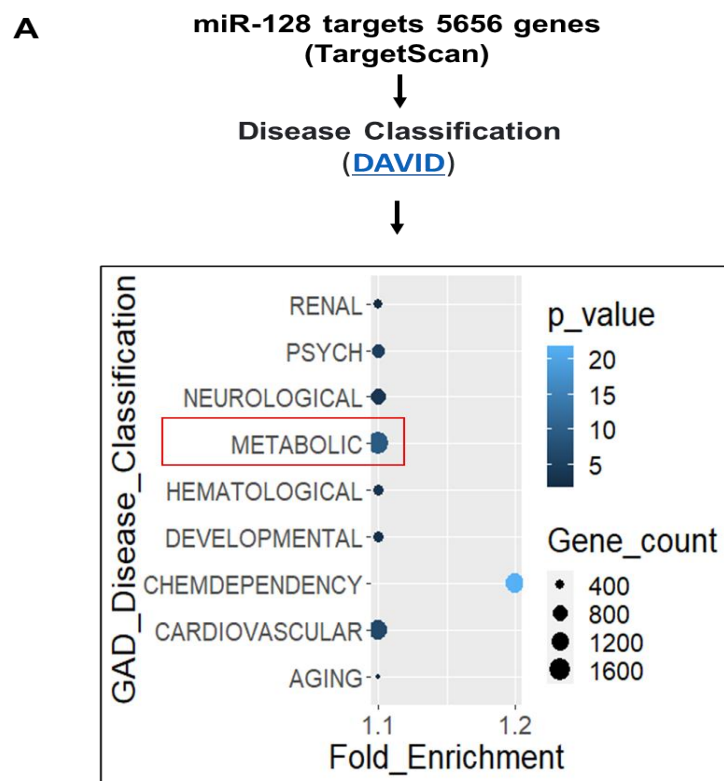 A
miR-128 targets 5656 genes
(TargetScan)
Disease Classification
(DAVID)
GAD_Disease_Classification
RENAL
PSYCH
NEUROLOGICAL
METABOLIC
HEMATOLOGICAL
DEVELOPMENTAL
CHEMDEPENDENCY
CARDIOVASCULAR
AGING
1.1 1.2
Fold_Enrichment
p_value
20
15
10
5
Gene_count
400
800
1200
1600